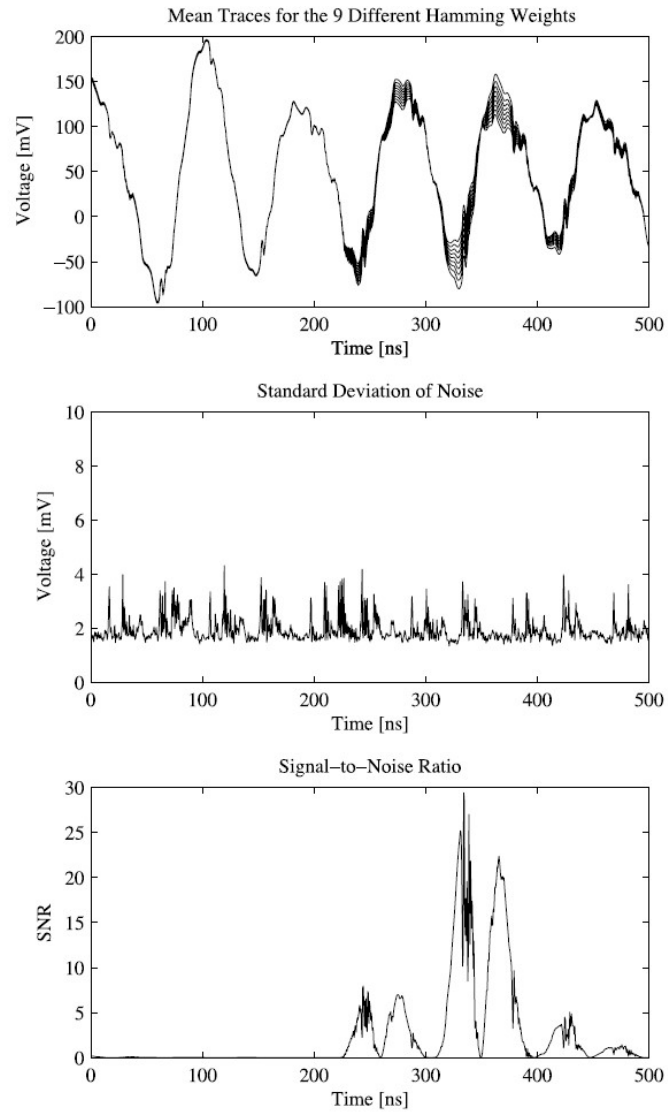 Mean Traces for the 9 Different Hamming Weights
Voltage [mV]
200
150
100
50
0
−50
−100
0 100 200 300 400 500
Time [ns]
Standard Deviation of Noise
Voltage [mV]
10
8
6
4
2
0
0 100 200 300 400 500
Time [ns]
Signal−to−Noise Ratio
SNR
30
25
20
15
10
5
0
0 100 200 300 400 500
Time [ns]